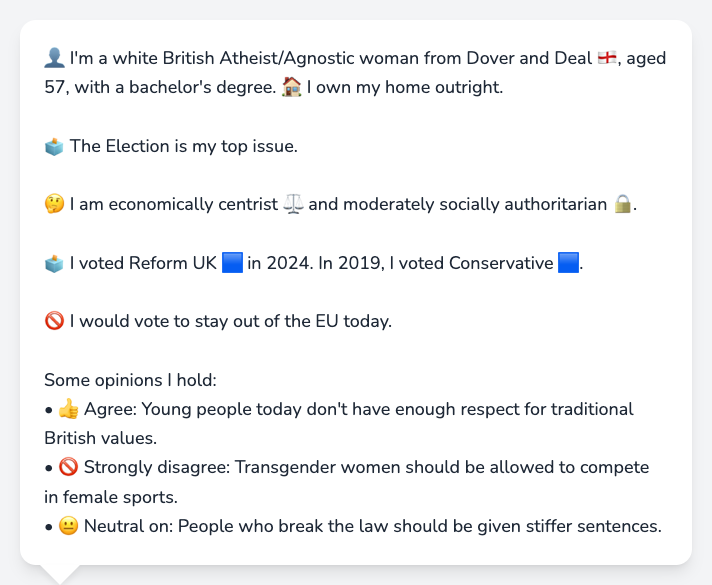 👤 I'm a white British Atheist/Agnostic woman from Dover and Deal 🏴󠁧󠁢󠁥󠁮󠁧󠁿, aged
57, with a bachelor's degree. 🏠 I own my home outright.
🗳️ The Election is my top issue.
🤔 I am economically centrist ⚖️ and moderately socially authoritarian 🔒.
🗳️ I voted Reform UK 🟦 in 2024. In 2019, I voted Conservative 🟦.
🚫 I would vote to stay out of the EU today.
Some opinions I hold:
• 👍 Agree: Young people today don't have enough respect for traditional
British values.
• 🚫 Strongly disagree: Transgender women should be allowed to compete
in female sports.
• 😐 Neutral on: People who break the law should be given stiffer sentences.